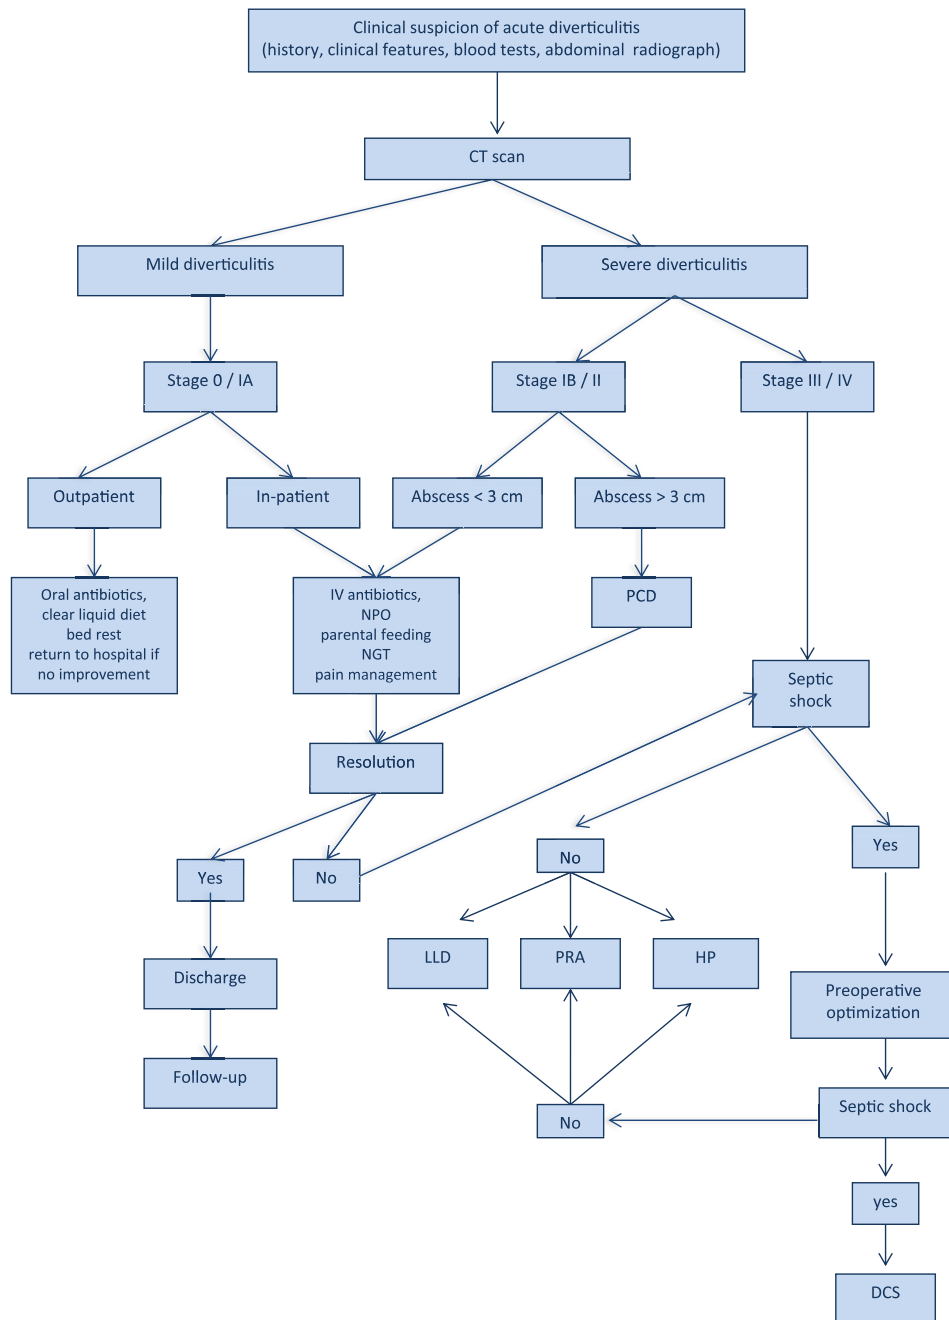 Clinical suspicion of acute diverticulitis
(history, clinical features, blood tests, abdominal radiograph)
CT scan
Mild diverticulitis
Severe diverticulitis
Stage 0 / IA
Stage IB / II
Stage III / IV
Outpatient
In-patient
Abscess < 3 cm
Abscess > 3 cm
Oral antibiotics,
clear liquid diet
bed rest
return to hospital if
no improvement
IV antibiotics,
NPO
parental feeding
NGT
pain management
PCD
Septic
shock
Resolution
Yes
No
No
Yes
LLD
PRA
HP
Discharge
Preoperative
optimization
Follow-up
Septic shock
No
yes
DCS